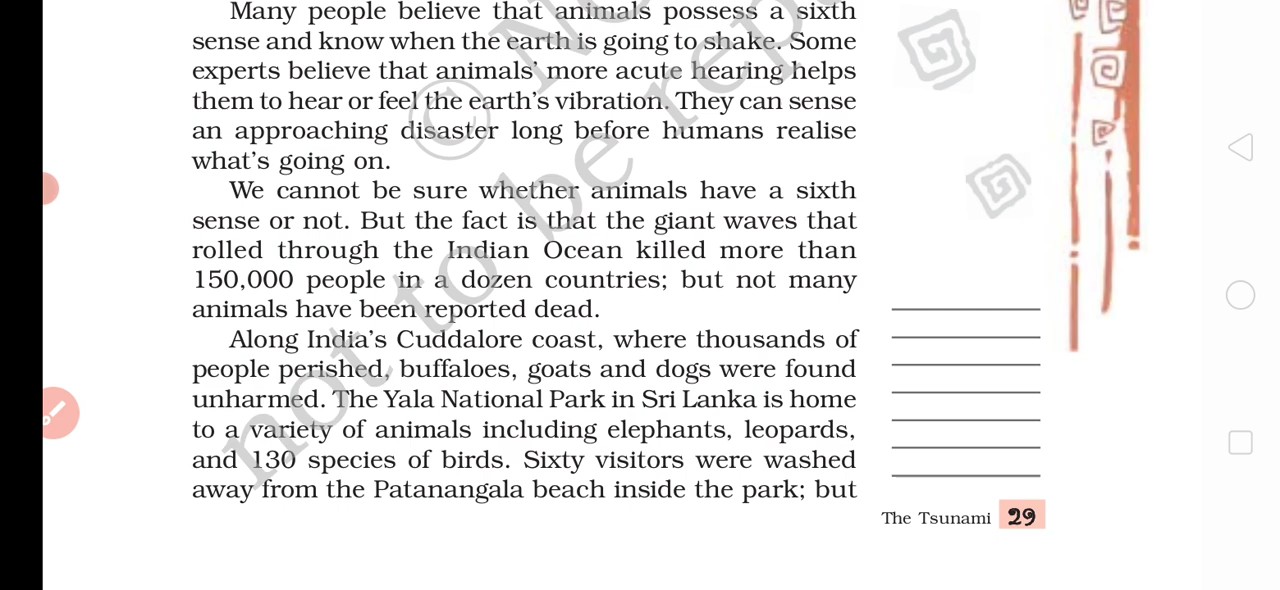 Many people believe that animals possess a sixth
sense and know when the earth is going to shake. Some
experts believe that animals' more acute hearing helps
them to hear or feel the earth's vibration. They can sense
an approaching disaster long before humans realise
what's going on.
We cannot be sure whether animals have a sixth
sense or not. But the fact is that the giant waves that
rolled through the Indian Ocean killed more than
150,000 people in a dozen countries; but not many
animals have been reported dead.
Along India's Cuddalore coast, where thousands of
people perished, buffaloes, goats and dogs were found
unharmed. The Yala National Park in Sri Lanka is home
to a variety of animals including elephants, leopards,
and 130 species of birds. Sixty visitors were washed
away from the Patanangala beach inside the park; but
The Tsunami 29
©
not to be rep